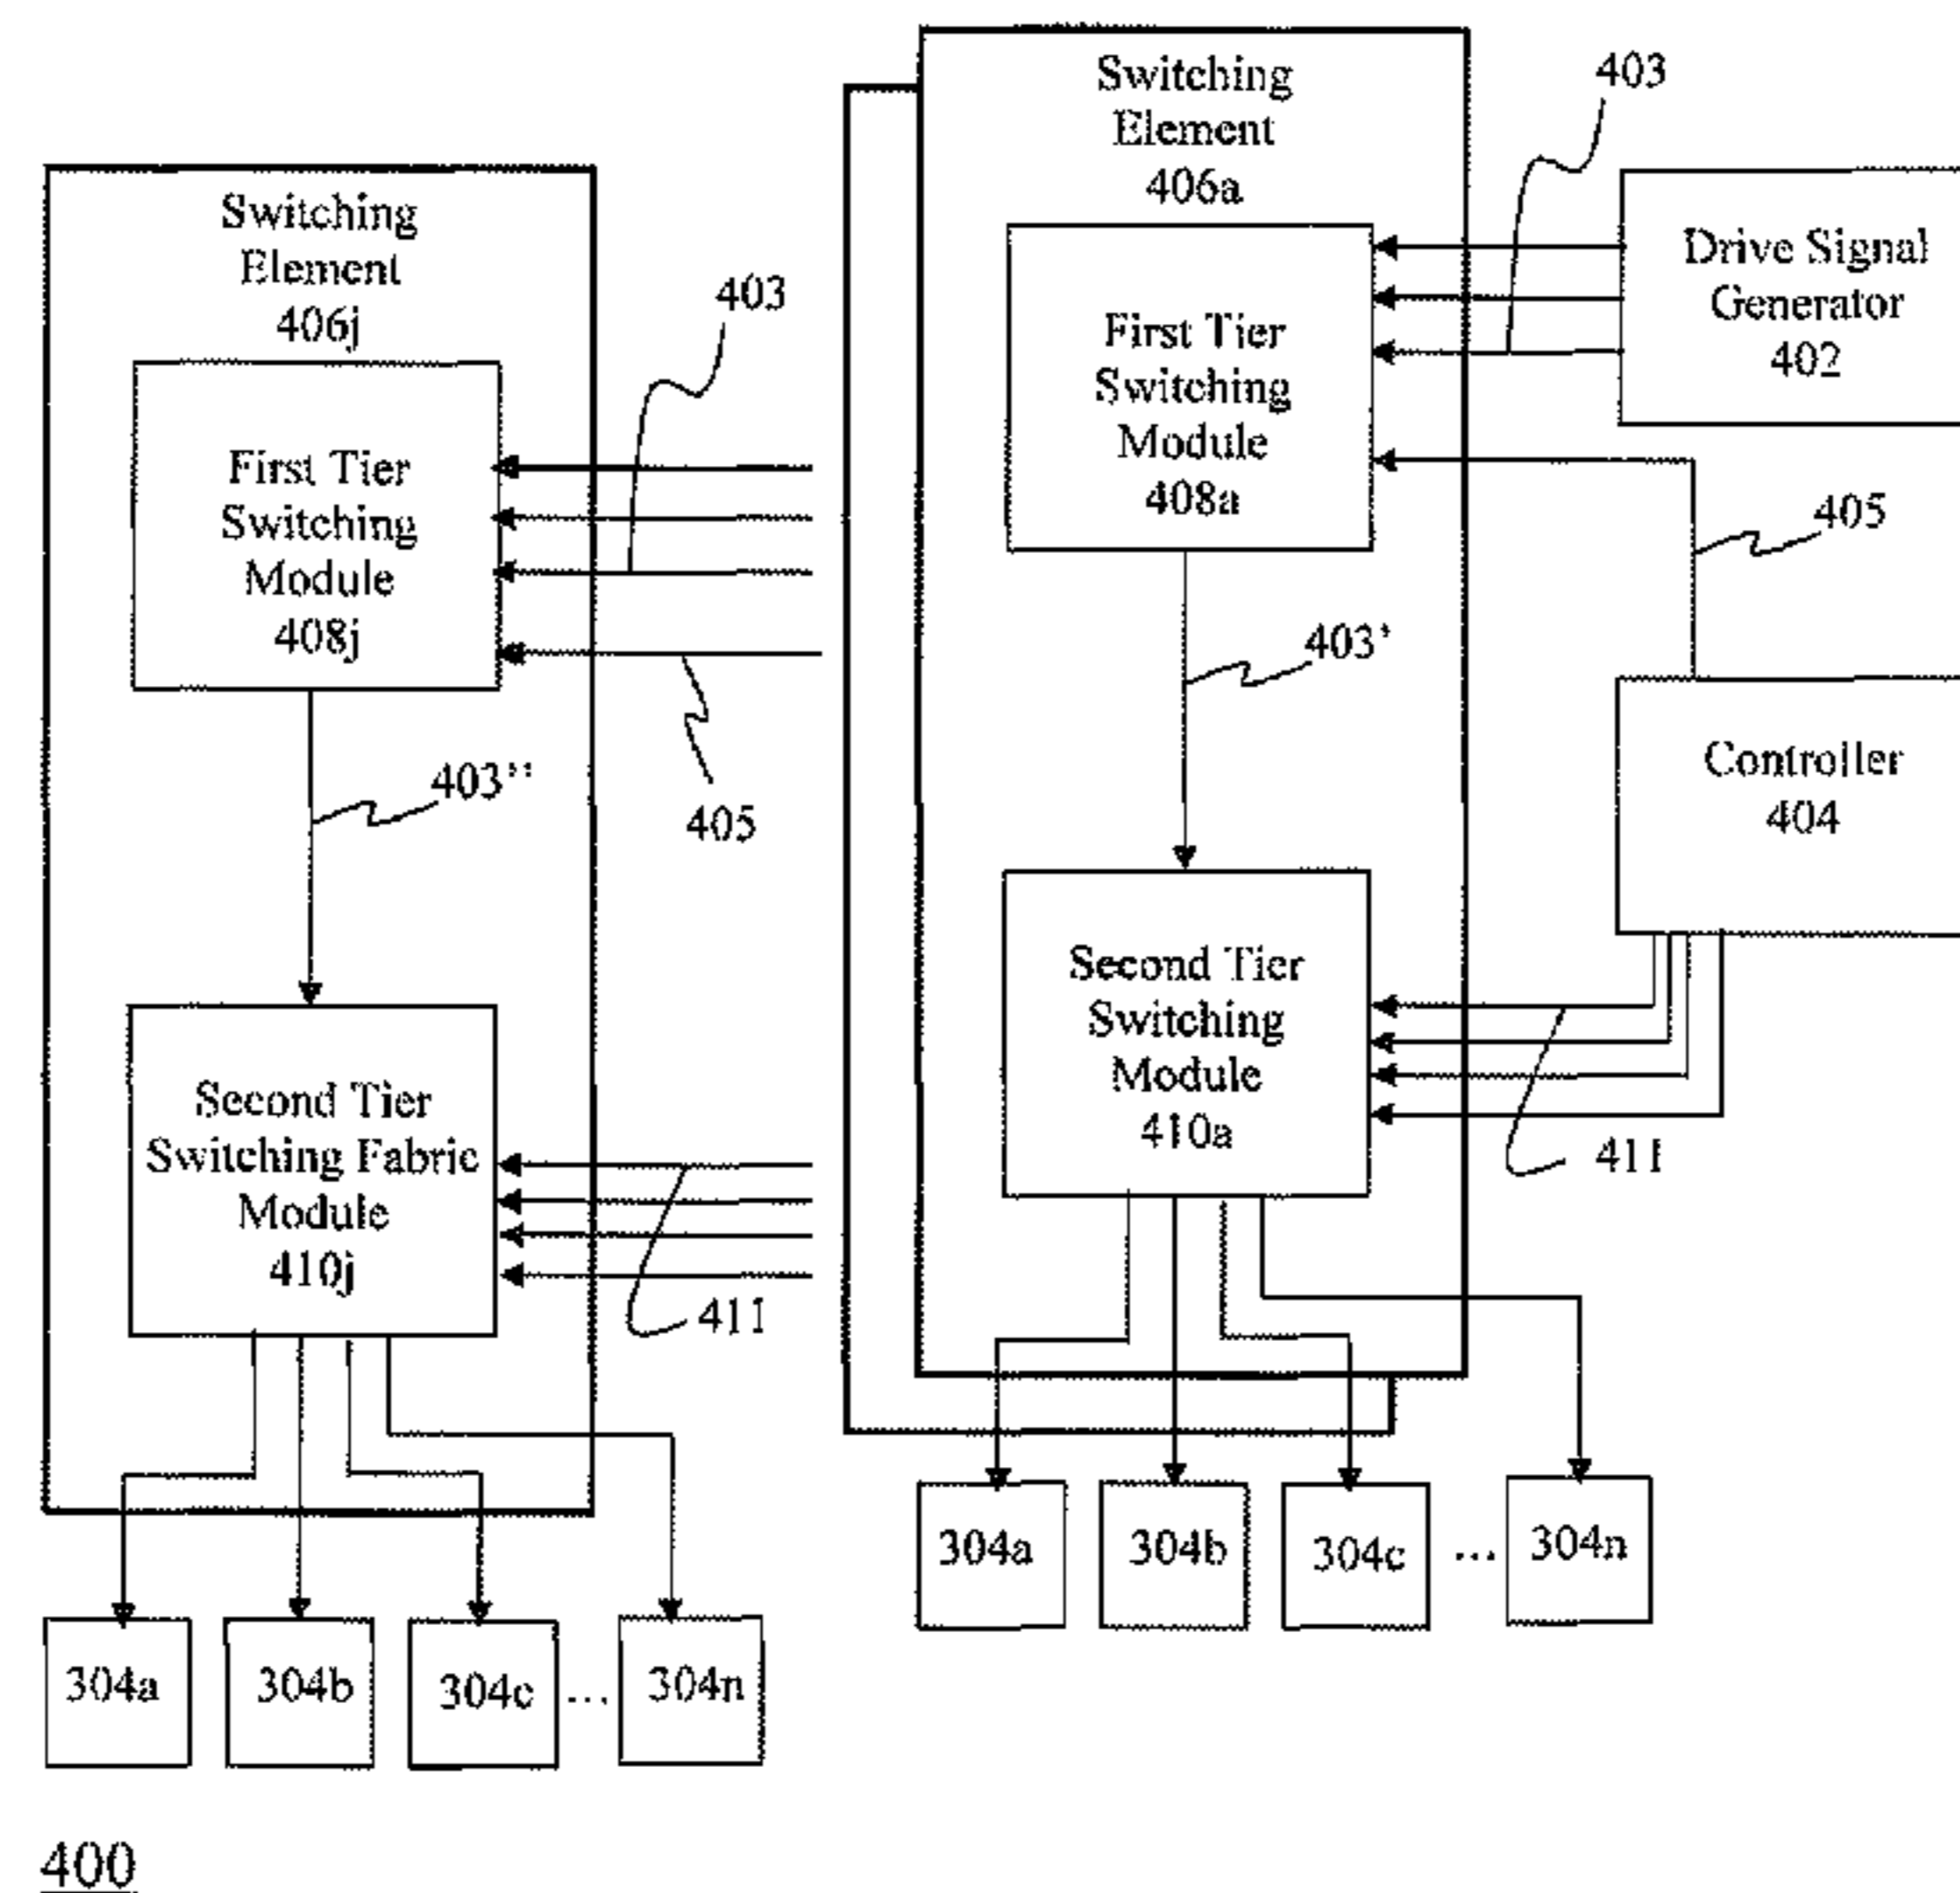 Switching
Element
406a
403
First Tier
Switching
Module
408a
Drive Signal
Generator
402
405
403'
Controller
404
Second Tier
Switching
Module
410a
411
304a
304b
304c
...
304n
Switching
Element
406j
403
First Tier
Switching
Module
408j
405
403''
Second Tier
Switching Fabric
Module
410j
411
304a
304b
304c
...
304n
400